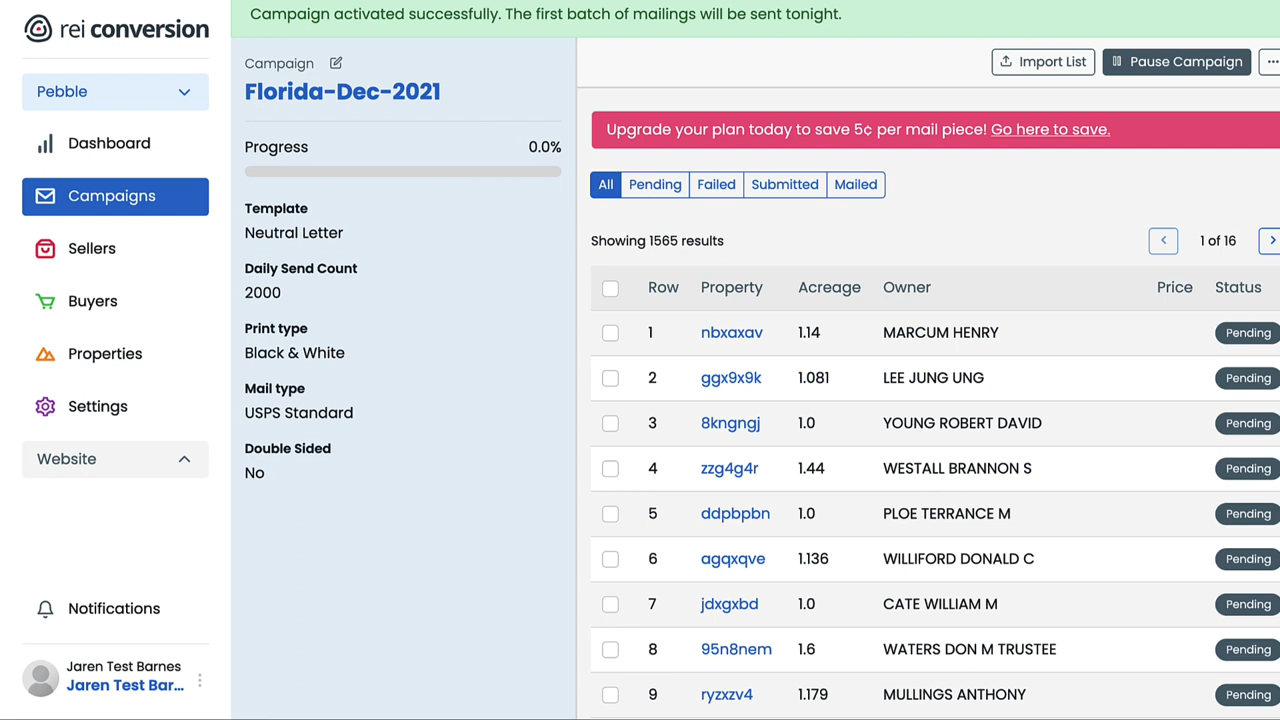 Campaign activated successfully. The first batch of mailings will be sent tonight.
rei conversion
Pebble
Dashboard
Campaigns
Sellers
Buyers
Properties
Settings
Website
Notifications
Jaren Test Barnes
Jaren Test Bar...
Campaign
Florida-Dec-2021
Progress 0.0%
Template
Neutral Letter
Daily Send Count
2000
Print type
Black & White
Mail type
USPS Standard
Double Sided
No
Import List Pause Campaign ...
Upgrade your plan today to save 5¢ per mail piece! Go here to save.
All Pending Failed Submitted Mailed
Showing 1565 results 1 of 16
Row Property Acreage Owner Price Status
1 nbxaxav 1.14 MARCUM HENRY Pending
2 ggx9x9k 1.081 LEE JUNG UNG Pending
3 8kngngj 1.0 YOUNG ROBERT DAVID Pending
4 zzg4g4r 1.44 WESTALL BRANNON S Pending
5 ddpbpbn 1.0 PLOE TERRANCE M Pending
6 agqxqve 1.136 WILLIFORD DONALD C Pending
7 jdxgxbd 1.0 CATE WILLIAM M Pending
8 95n8nem 1.6 WATERS DON M TRUSTEE Pending
9 ryzxzv4 1.179 MULLINGS ANTHONY Pending